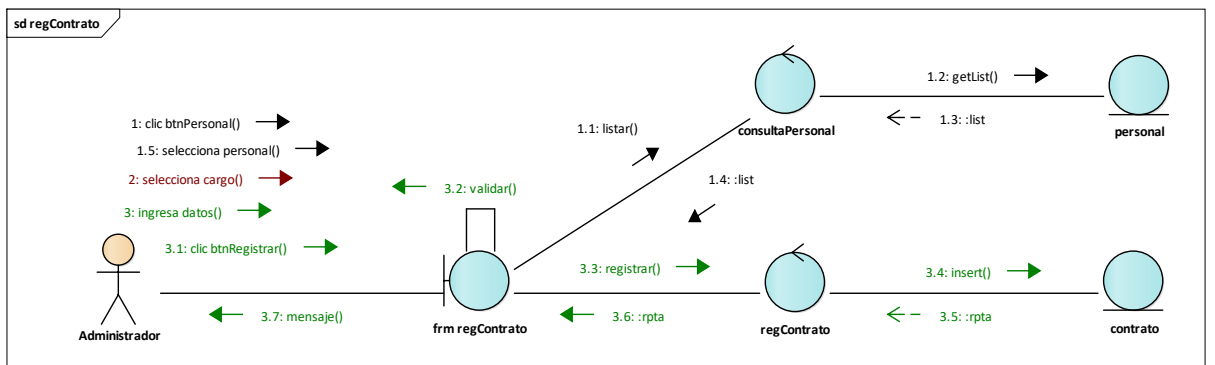 sd regContrato
1: clic btnPersonal()
1.5: selecciona personal()
2: selecciona cargo()
3: ingresa datos()
3.1: clic btnRegistrar()
3.7: mensaje()
Administrador
3.2: validar()
frm regContrato
1.1: listar()
1.4: :list
consultaPersonal
1.2: getList()
1.3: :list
personal
3.3: registrar()
3.6: :rpta
regContrato
3.4: insert()
3.5: :rpta
contrato